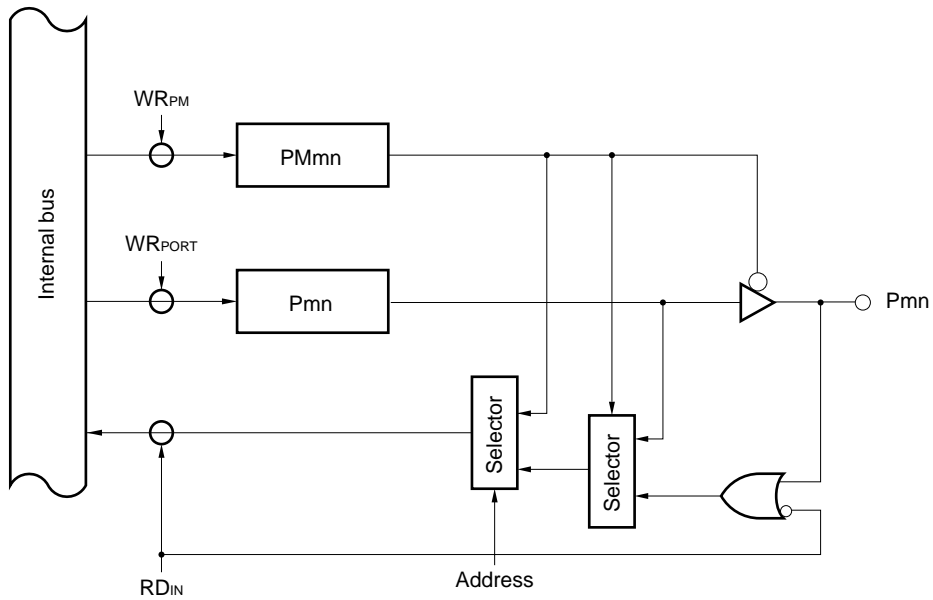 WRPM
PMmn
Internal bus
WRPORT
Pmn
Pmn
Selector
Selector
RDIN
Address